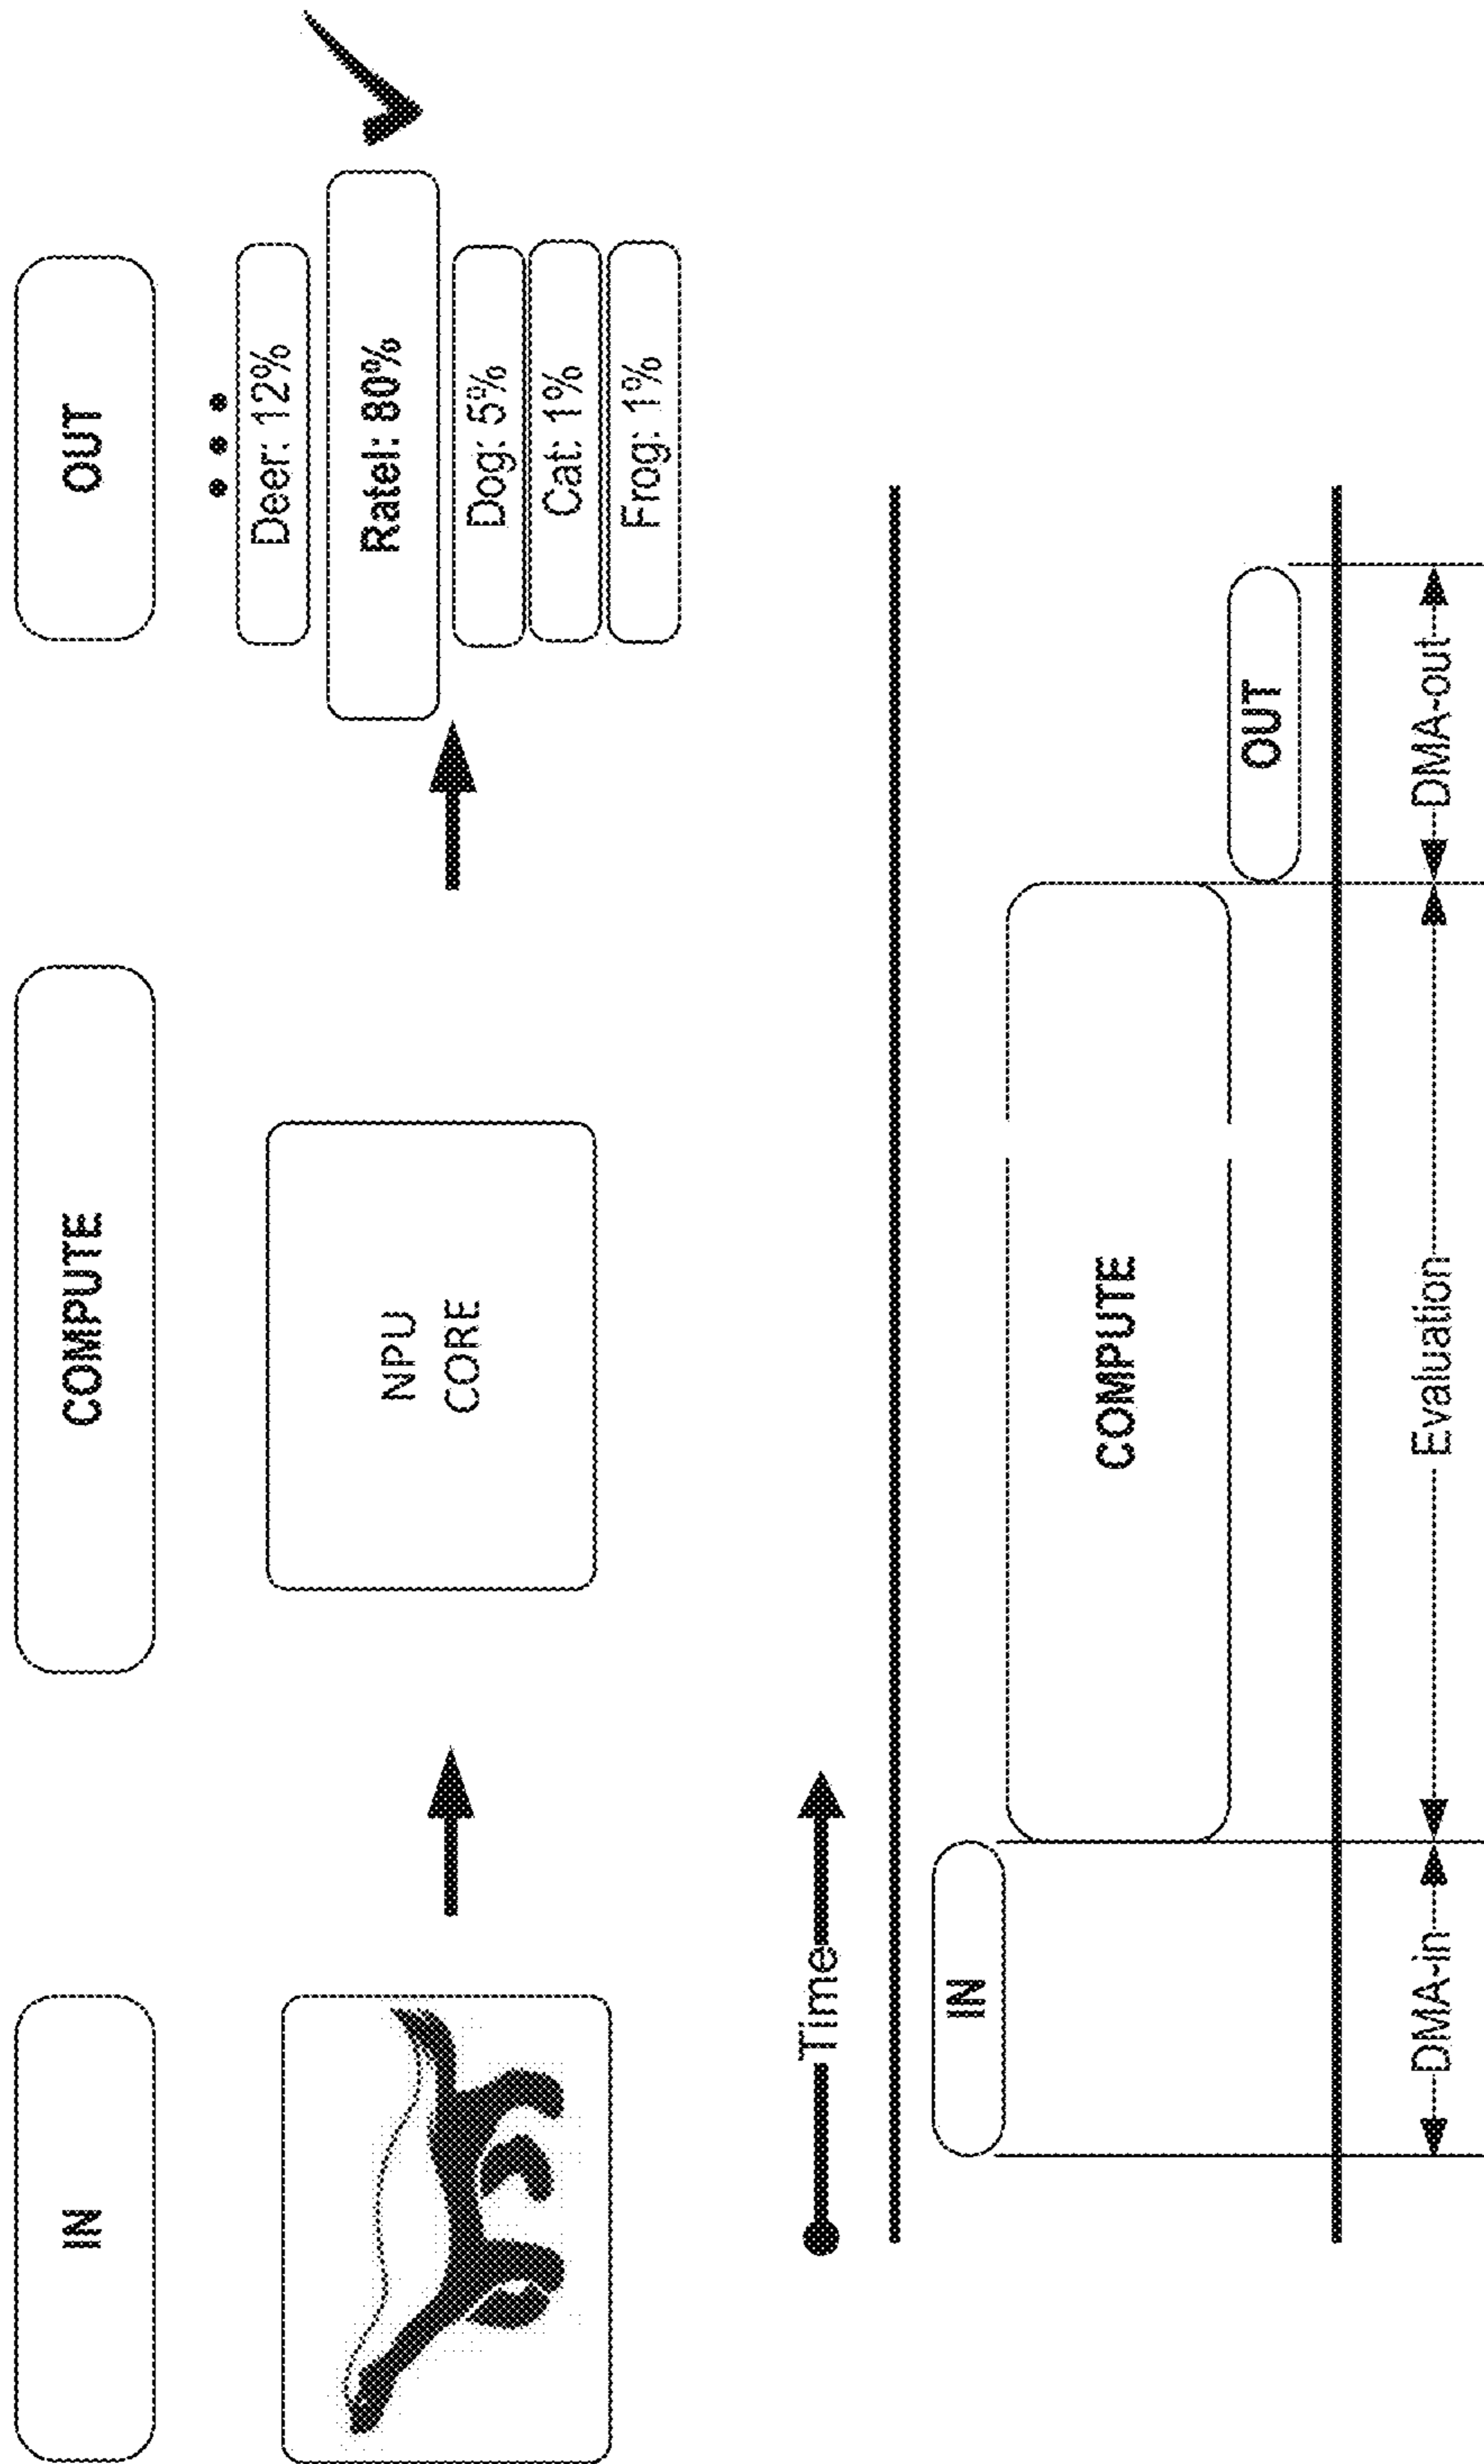 IN
COMPUTE
OUT
NPU
CORE
Deer: 12%
Ratel: 80%
Dog: 5%
Cat: 1%
Frog: 1%
Time
IN
COMPUTE
OUT
DMA-in
Evaluation
DMA-out